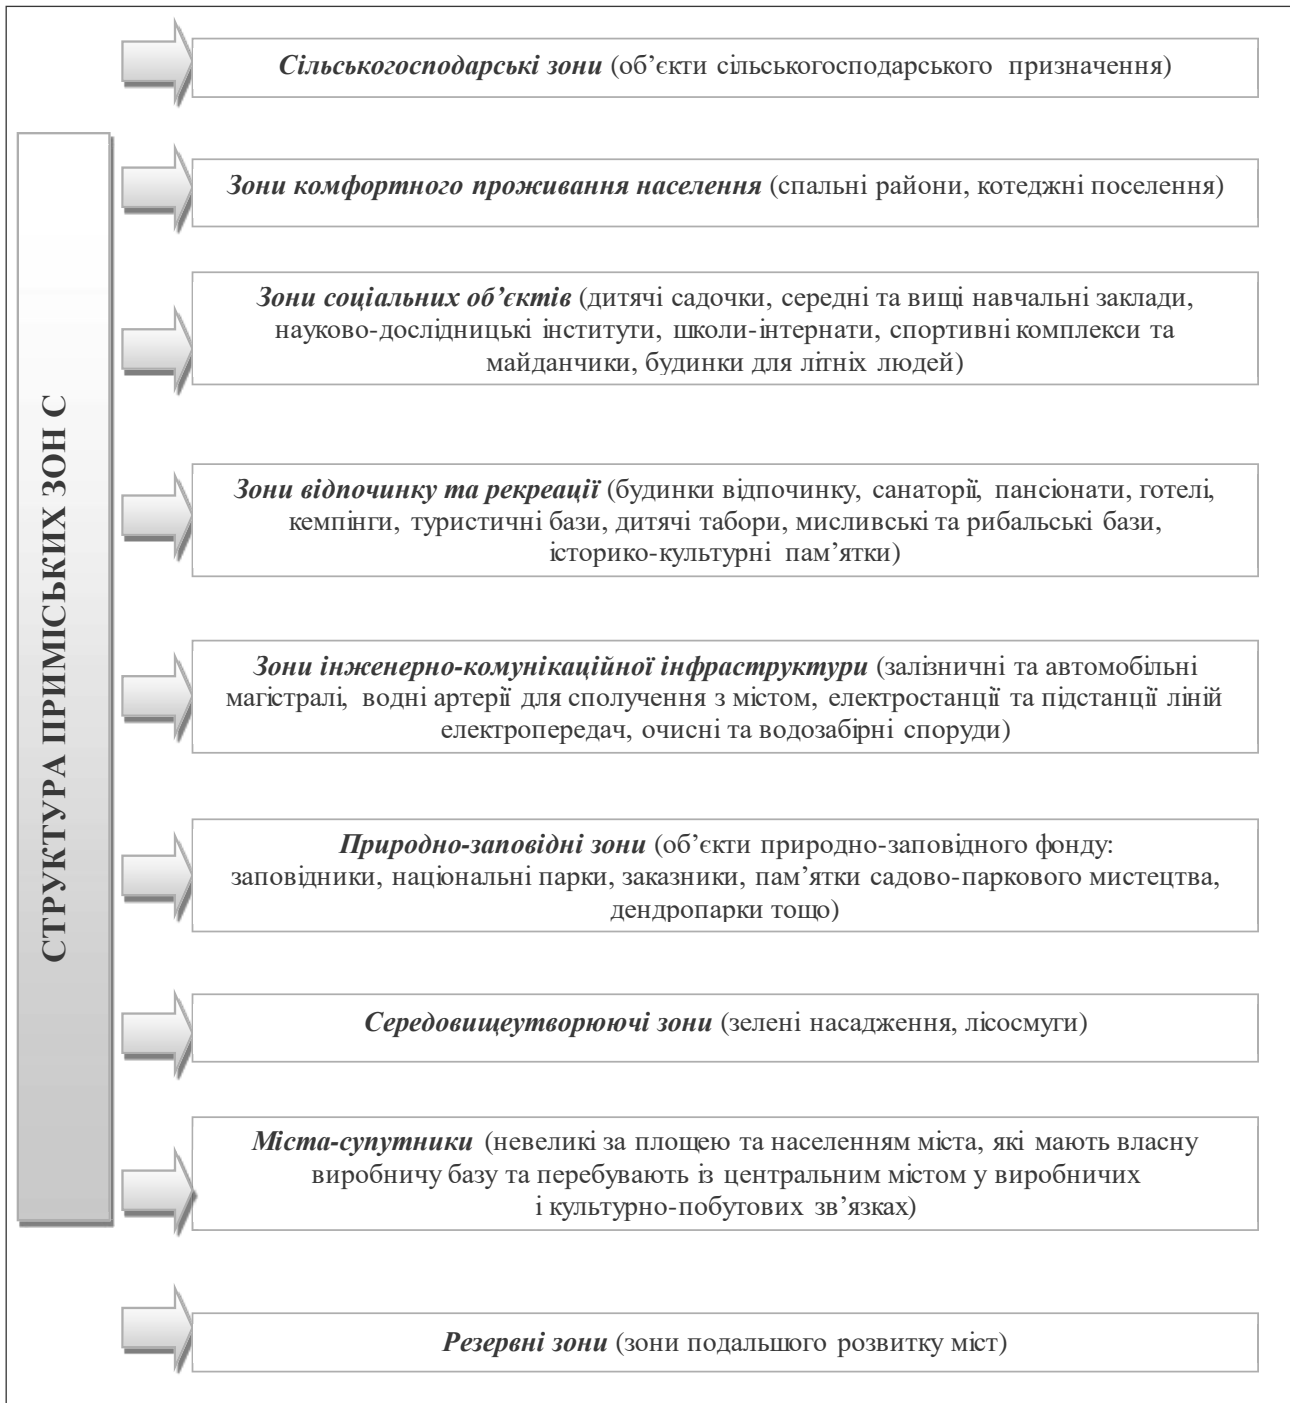 СТРУКТУРА ПРИМІСЬКИХ ЗОН С
Сільськогосподарські зони (об’єкти сільськогосподарського призначення)
Зони комфортного проживання населення (спальні райони, котеджні поселення)
Зони соціальних об’єктів (дитячі садочки, середні та вищі навчальні заклади,
науково-дослідницькі інститути, школи-інтернати, спортивні комплекси та
майданчики, будинки для літніх людей)
Зони відпочинку та рекреації (будинки відпочинку, санаторії, пансіонати, готелі,
кемпінги, туристичні бази, дитячі табори, мисливські та рибальські бази,
історико-культурні пам’ятки)
Зони інженерно-комунікаційної інфраструктури (залізничні та автомобільні
магістралі, водні артерії для сполучення з містом, електростанції та підстанції ліній
електропередач, очисні та водозабірні споруди)
Природно-заповідні зони (об’єкти природно-заповідного фонду:
заповідники, національні парки, заказники, пам’ятки садово-паркового мистецтва,
дендропарки тощо)
Середовищеутворюючі зони (зелені насадження, лісосмуги)
Міста-супутники (невеликі за площею та населенням міста, які мають власну
виробничу базу та перебувають із центральним містом у виробничих
і культурно-побутових зв’язках)
Резервні зони (зони подальшого розвитку міст)